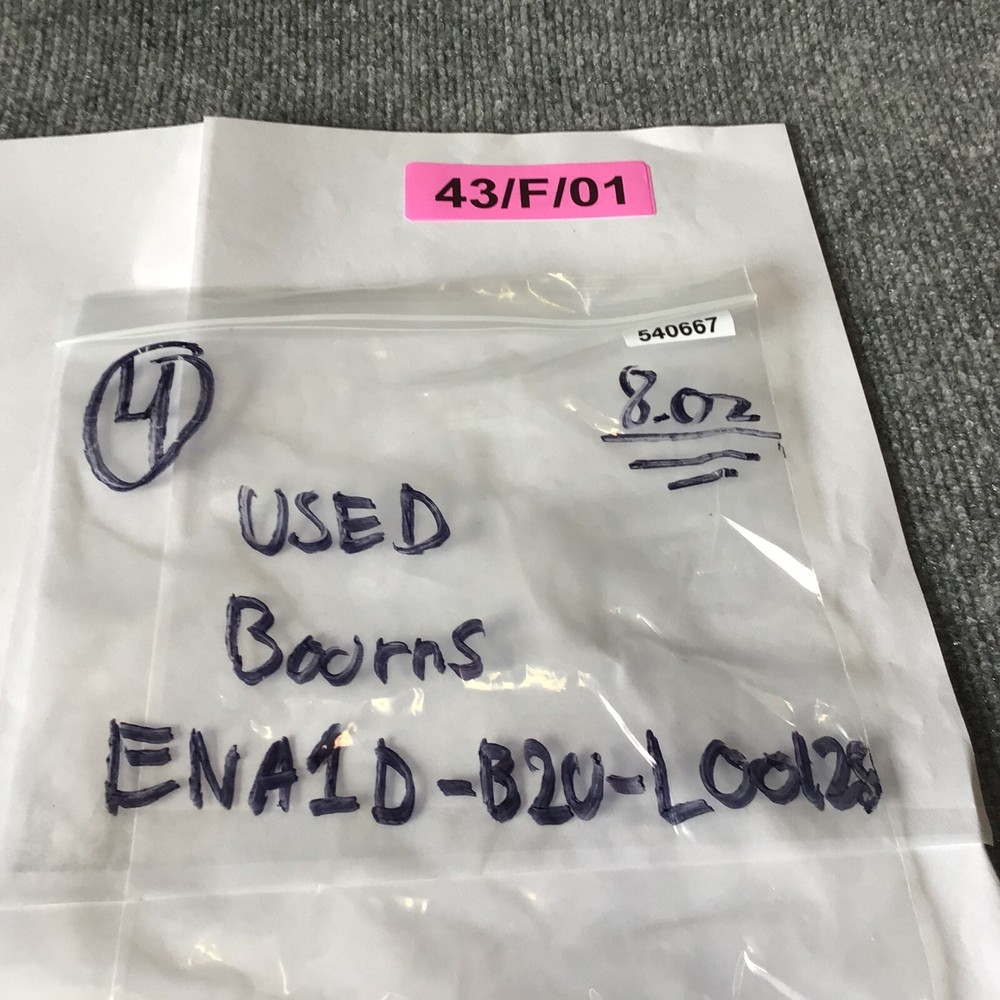 43/F/01
540667
4
8.Oz
USED
Bourns
ENA1D-B20-L00128